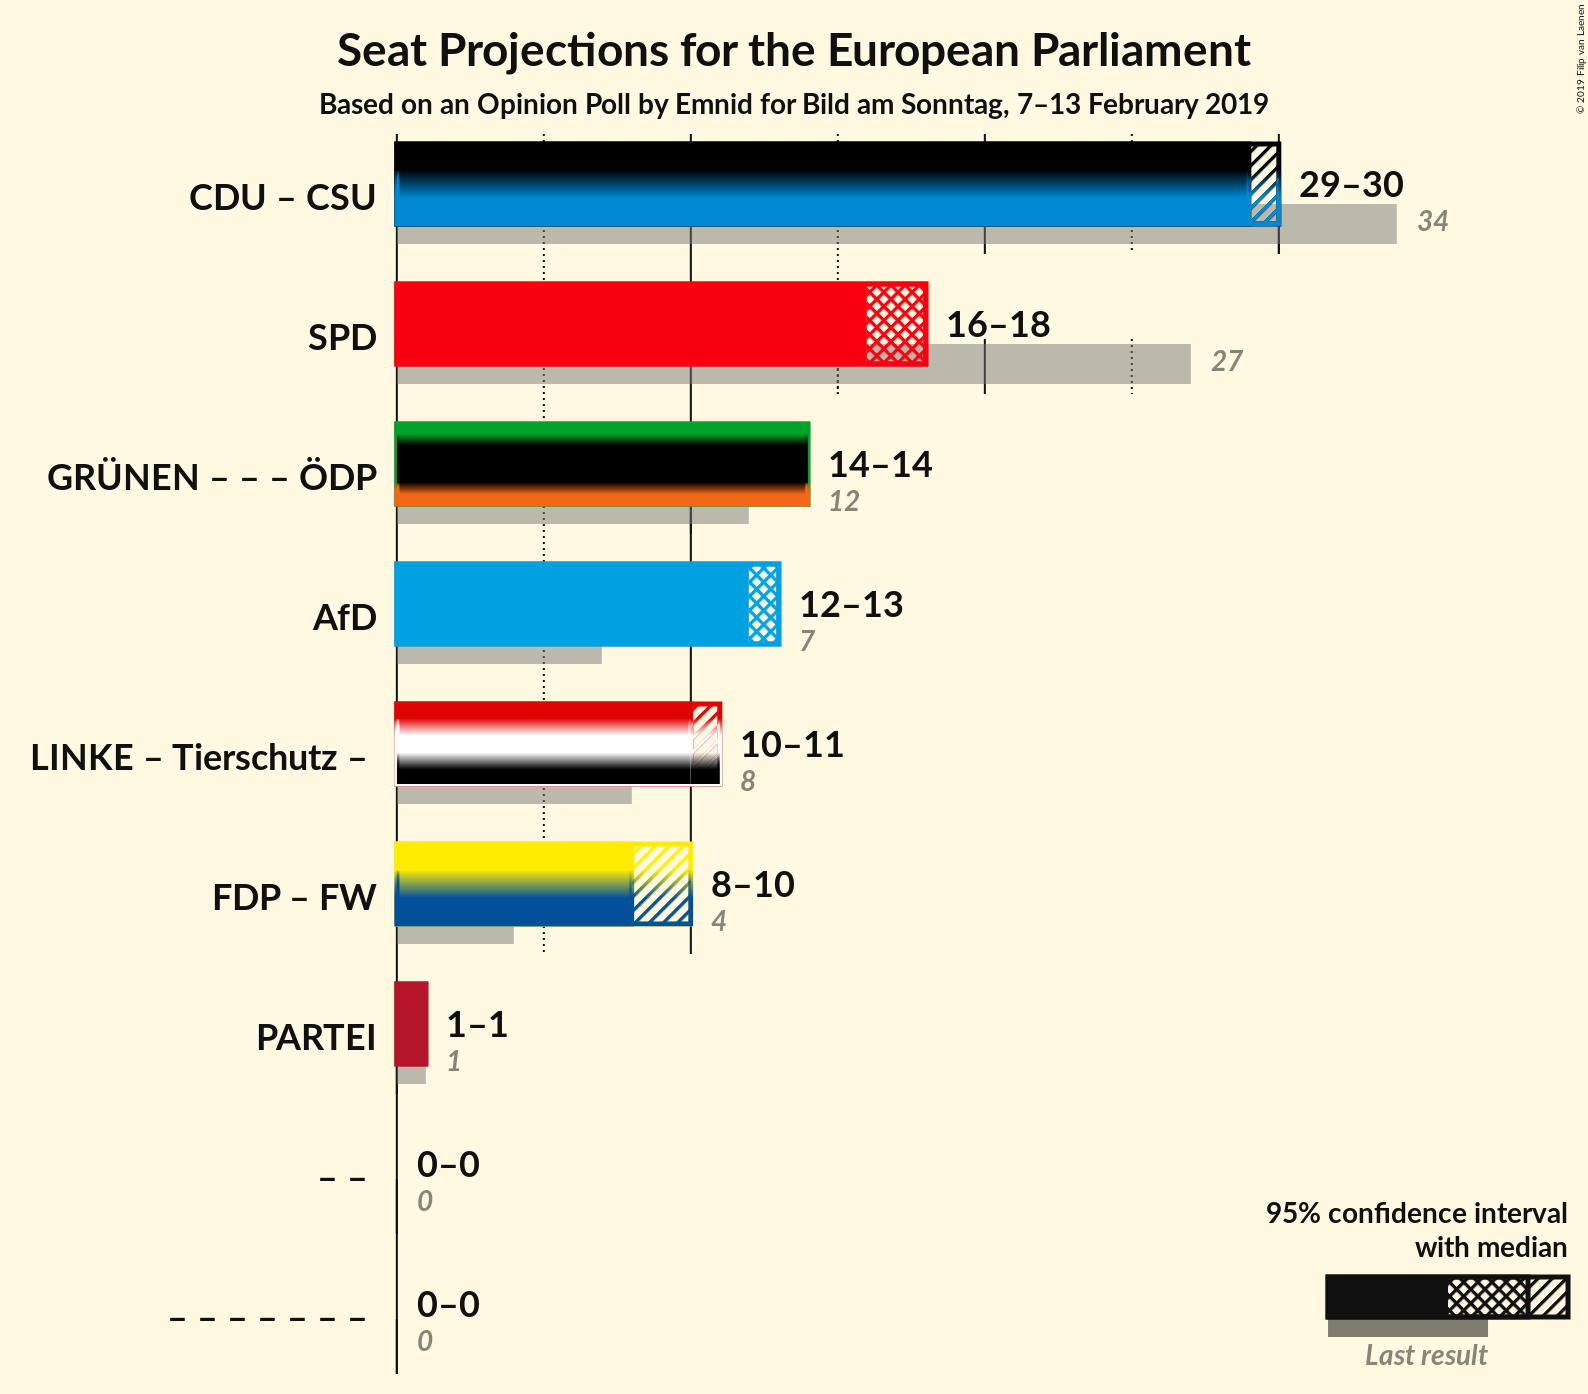 Seat Projections for the European Parliament
Based on an Opinion Poll by Emnid for Bild am Sonntag, 7–13 February 2019
© 2019 Filip van Laenen
CDU – CSU
29–30
34
SPD
16–18
27
GRÜNEN – – – ÖDP
14–14
12
AfD
12–13
7
LINKE – Tierschutz –
10–11
8
FDP – FW
8–10
4
PARTEI
1–1
1
– –
0–0
0
– – – – – – –
0–0
0
95% confidence interval
with median
Last result